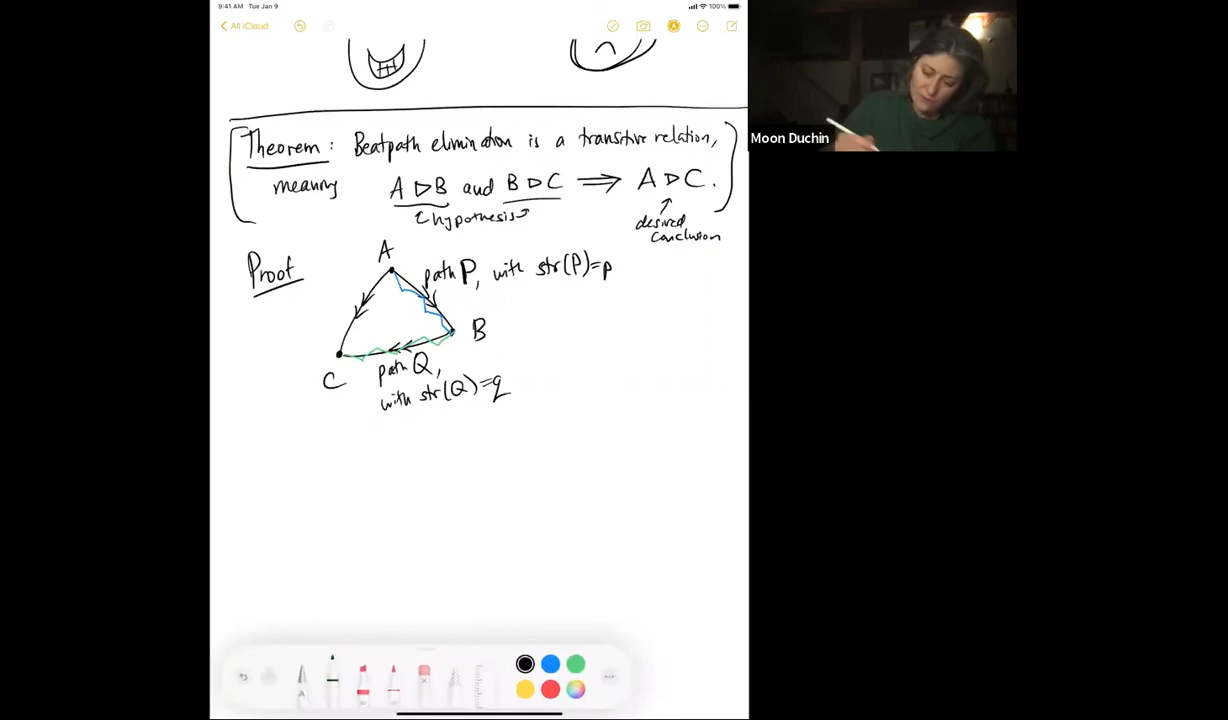 9:41 AM Tue Jan 9
100%
All iCloud
Theorem: Beatpath elimination is a transitive relation,
meaning A ▷ B and B ▷ C ⟹ A ▷ C.
hypothesis
desired
conclusion
Proof
A
path P, with str(P)=p
B
C
path Q,
with str(Q)=q
Moon Duchin
A